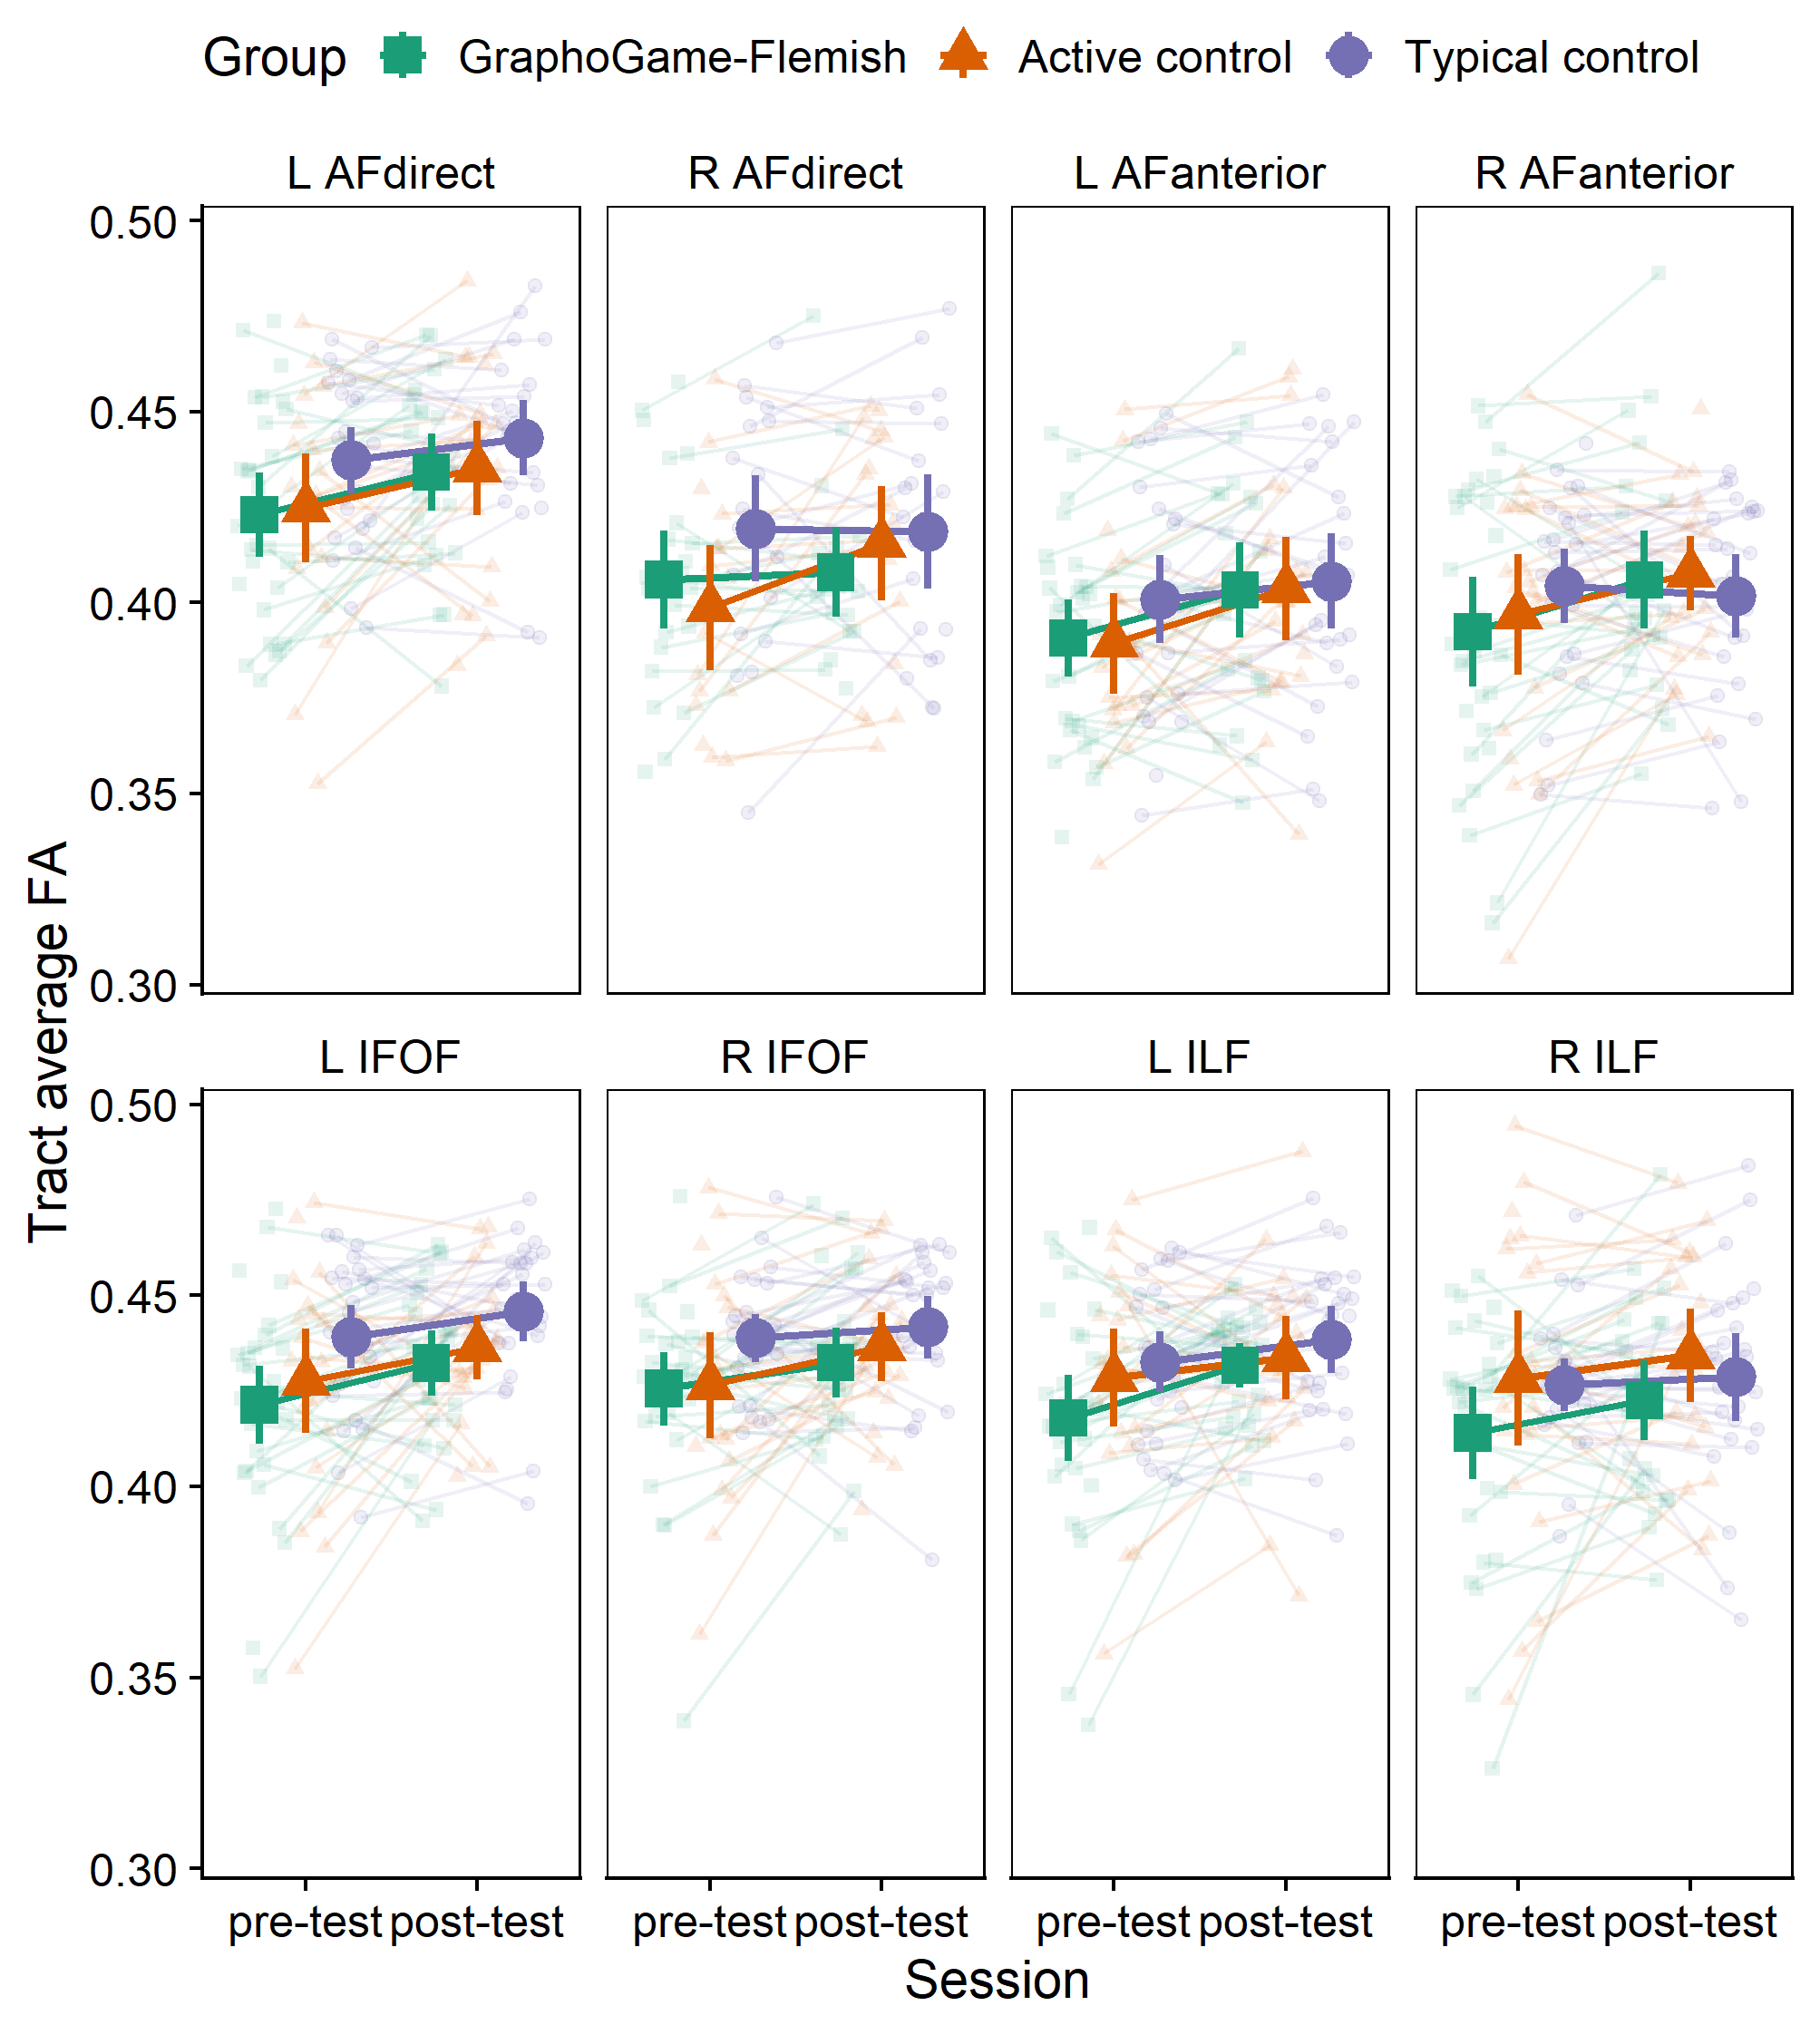 Group GraphoGame-Flemish Active control Typical control
L AFdirect R AFdirect L AFanterior R AFanterior
0.50
0.45
0.40
0.35
0.30
Tract average FA
L IFOF R IFOF L ILF R ILF
0.50
0.45
0.40
0.35
0.30
pre-test post-test pre-test post-test pre-test post-test pre-test post-test
Session